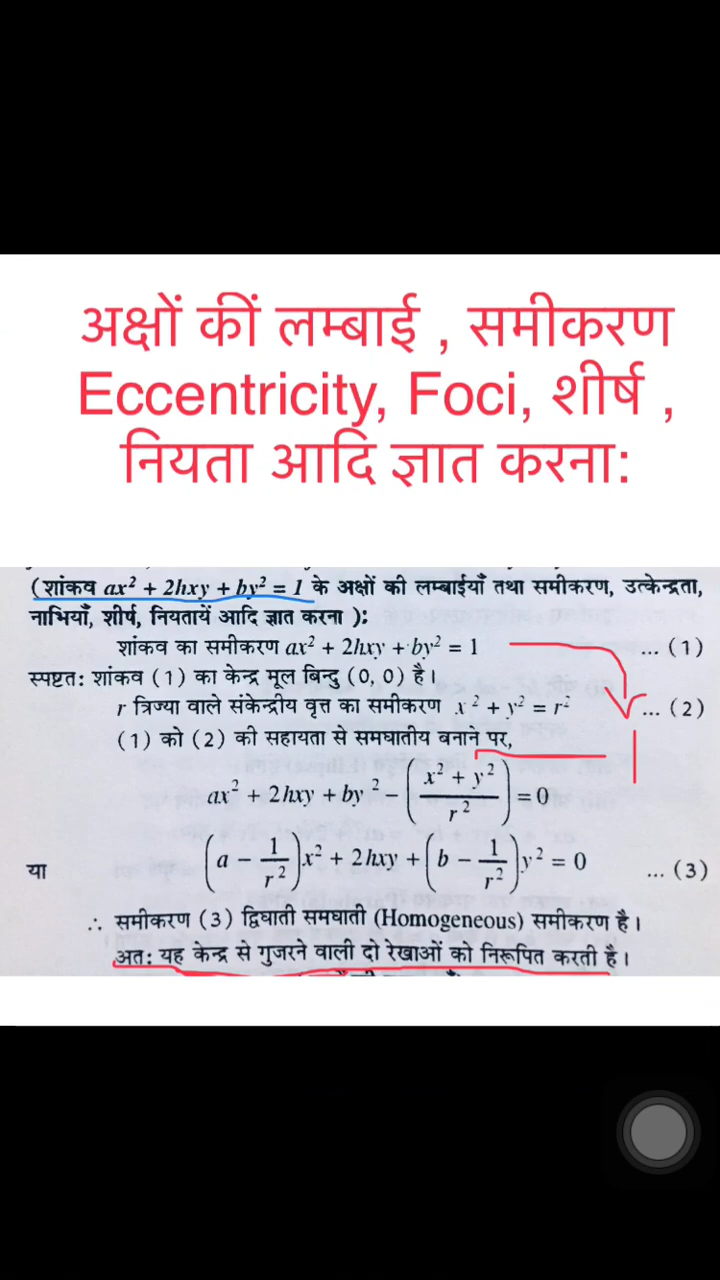 अक्षों कीं लम्बाई , समीकरण
Eccentricity, Foci, शीर्ष ,
नियता आदि ज्ञात करना:
(शांकव ax² + 2hxy + by² = 1 के अक्षों की लम्बाईयाँ तथा समीकरण, उत्केन्द्रता,
नाभियाँ, शीर्ष, नियतायें आदि ज्ञात करना ):
शांकव का समीकरण ax² + 2hxy + by² = 1 ... (1)
स्पष्टतः शांकव (1) का केन्द्र मूल बिन्दु (0, 0) है।
r त्रिज्या वाले संकेन्द्रीय वृत्त का समीकरण x² + y² = r² ... (2)
(1) को (2) की सहायता से समघातीय बनाने पर,
ax² + 2hxy + by² − ((x² + y²)/r²) = 0
या (a − 1/r²)x² + 2hxy + (b − 1/r²)y² = 0 ... (3)
∴ समीकरण (3) द्विघाती समघाती (Homogeneous) समीकरण है।
अतः यह केन्द्र से गुजरने वाली दो रेखाओं को निरूपित करती है।